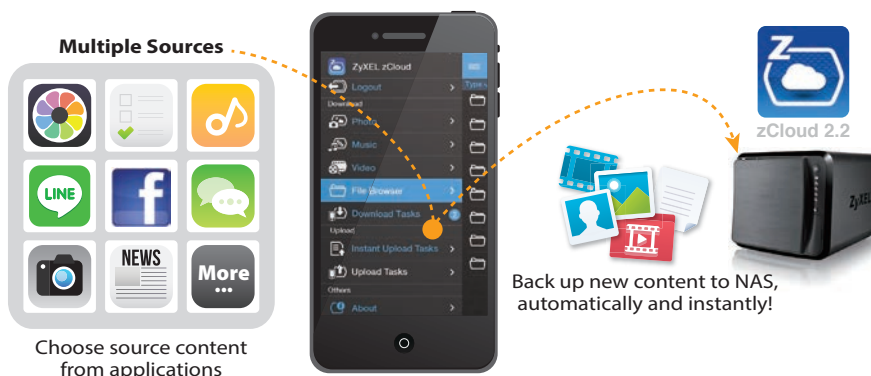 Multiple Sources
LINE
f
NEWS
More
Choose source content
from applications
ZyXEL zCloud
Logout
Type
Download
Photo
Music
Video
File Browser
Download Tasks
2
Upload
Instant Upload Tasks
Upload Tasks
Others
About
Z
zCloud 2.2
ZyXEL
Back up new content to NAS,
automatically and instantly!